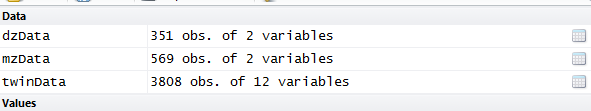 Data
dzData 351 obs. of 2 variables
mzData 569 obs. of 2 variables
twinData 3808 obs. of 12 variables
Values